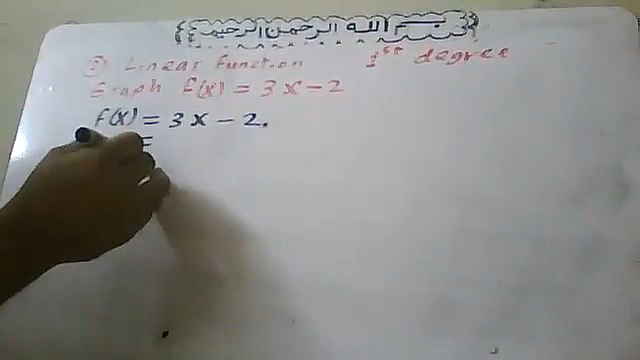 بسم الله الرحمن الرحيم
② Linear Function 1st degree
Graph f(x) = 3x - 2
f(x) = 3x - 2.
=